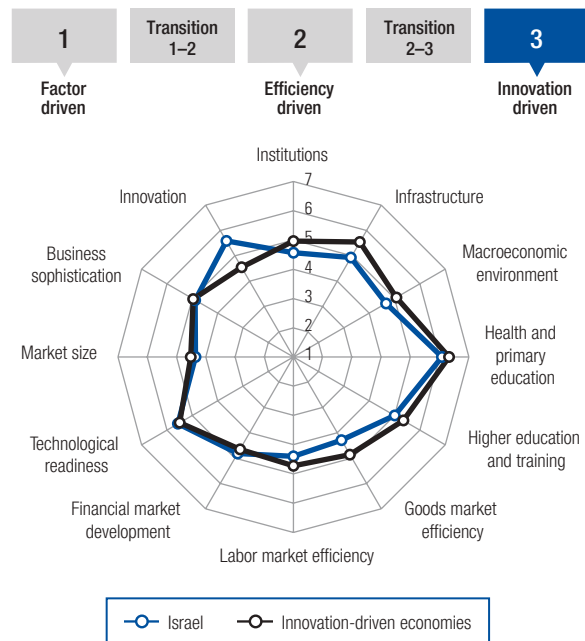 1
Transition
1–2
2
Transition
2–3
3
Factor
driven
Efficiency
driven
Innovation
driven
Institutions
7
6
5
4
3
2
1
Infrastructure
Macroeconomic
environment
Health and
primary
education
Higher education
and training
Goods market
efficiency
Labor market efficiency
Financial market
development
Technological
readiness
Market size
Business
sophistication
Innovation
Israel
Innovation-driven economies